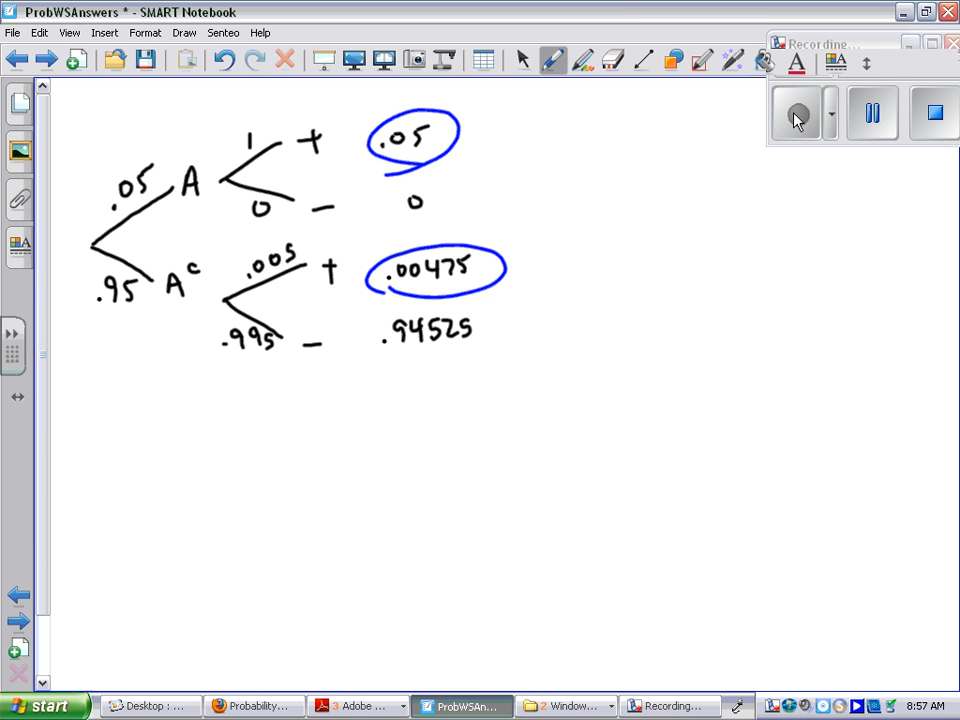 ProbWSAnswers * - SMART Notebook
File Edit View Insert Format Draw Senteo Help
Recording...
1 + .05
.05 A
0 - 0
.005 + .00475
.95 Aᶜ
.995 - .94525
start Desktop : ... Probability... 3 Adobe ... ProbWSAn... 2 Window... Recording... 8:57 AM